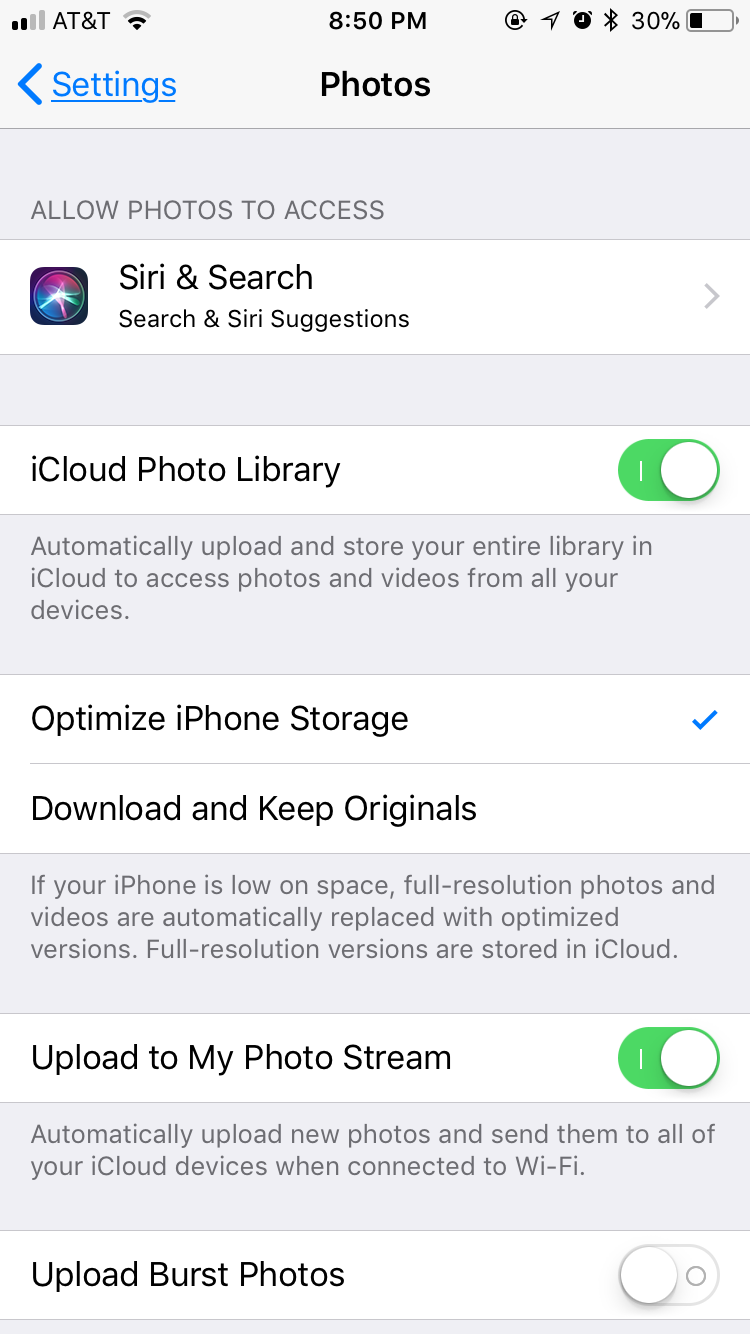 AT&T 8:50 PM 30%
Settings Photos
ALLOW PHOTOS TO ACCESS
Siri & Search
Search & Siri Suggestions
iCloud Photo Library
Automatically upload and store your entire library in
iCloud to access photos and videos from all your
devices.
Optimize iPhone Storage
Download and Keep Originals
If your iPhone is low on space, full-resolution photos and
videos are automatically replaced with optimized
versions. Full-resolution versions are stored in iCloud.
Upload to My Photo Stream
Automatically upload new photos and send them to all of
your iCloud devices when connected to Wi-Fi.
Upload Burst Photos